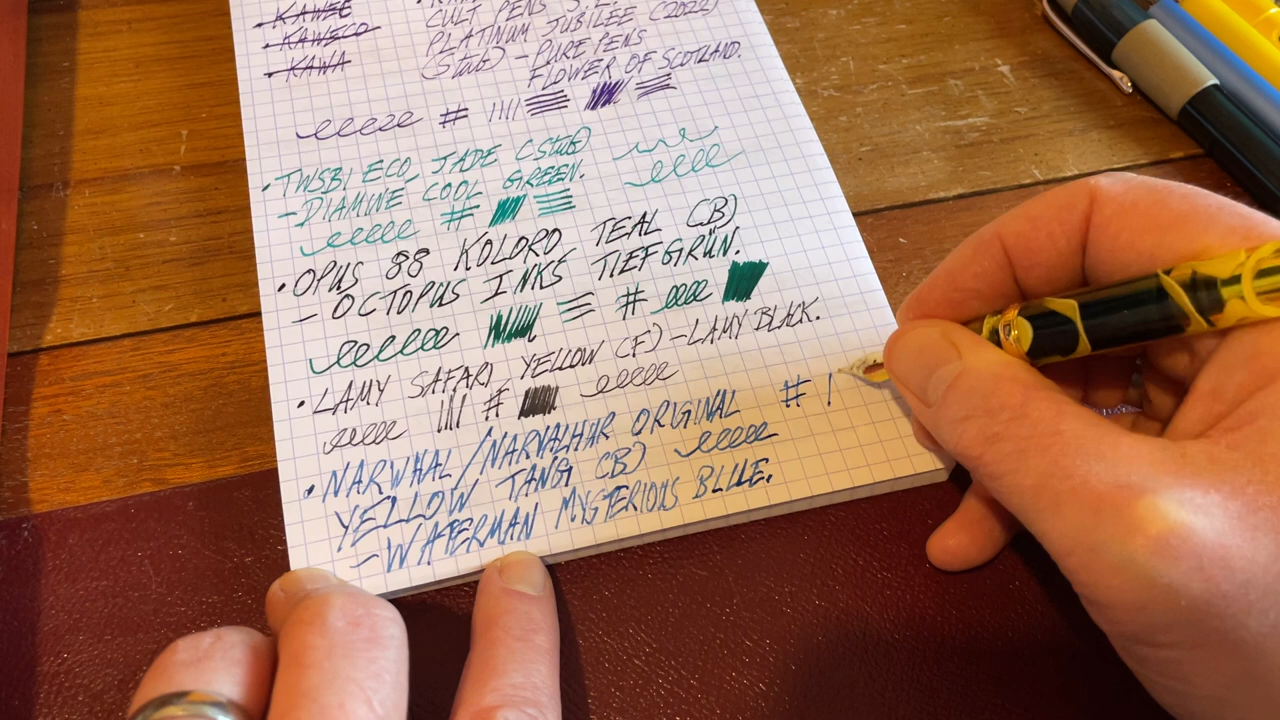 KAWEE
- KAWECO
- KAWA
CULT PENS
PLATINUM JUBILEE (2022)
(Stub) - PURE PENS
FLOWER OF SCOTLAND.
#
• TWSBI ECO JADE (Stub)
- DIAMINE COOL GREEN.
#
• OPUS 88 KOLORO TEAL (B)
- OCTOPUS INKS TIEFGRÜN.
#
• LAMY SAFARI YELLOW (F) - LAMY BLACK.
#
• NARWHAL/NARVALHUR ORIGINAL #
YELLOW TANG (B)
- WATERMAN MYSTERIOUS BLUE.